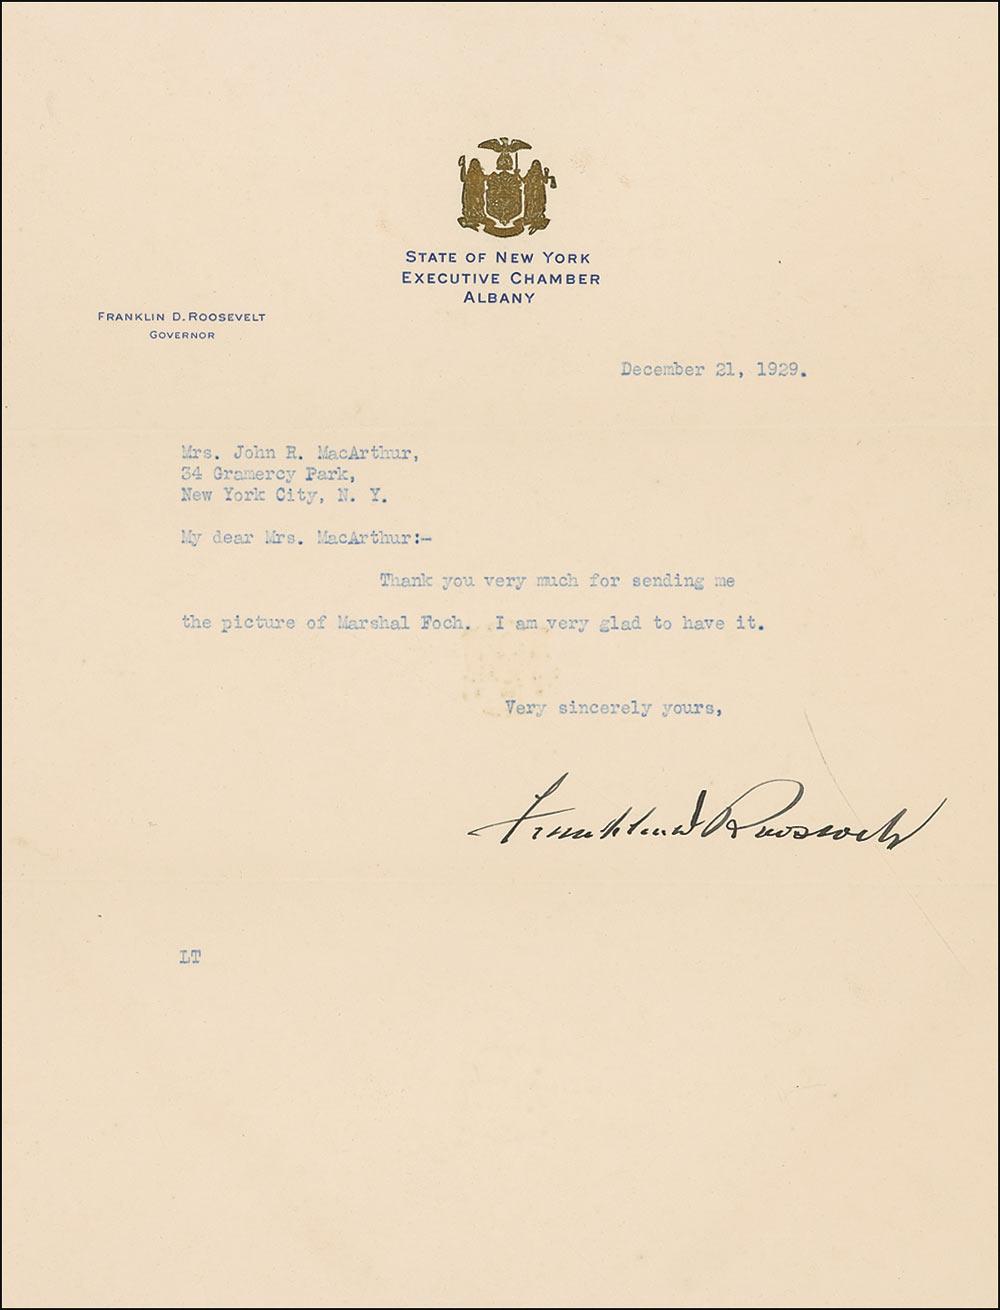 STATE OF NEW YORK
EXECUTIVE CHAMBER
ALBANY
FRANKLIN D. ROOSEVELT
GOVERNOR
December 21, 1929.
Mrs. John R. MacArthur,
34 Gramercy Park,
New York City, N. Y.
My dear Mrs. MacArthur:-
Thank you very much for sending me
the picture of Marshal Foch. I am very glad to have it.
Very sincerely yours,
Franklin D Roosevelt
LT